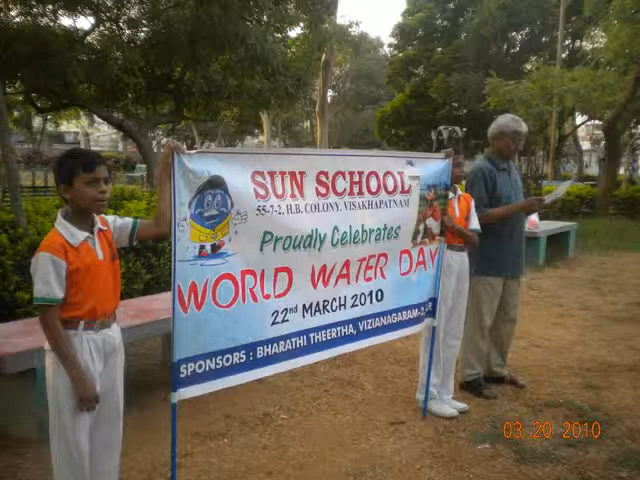 SUN SCHOOL
55-7-2, H.B. COLONY, VISAKHAPATNAM
Proudly Celebrates
WORLD WATER DAY
22nd MARCH 2010
SPONSORS : BHARATHI THEERTHA, VIZIANAGARAM-2,
03 20 2010